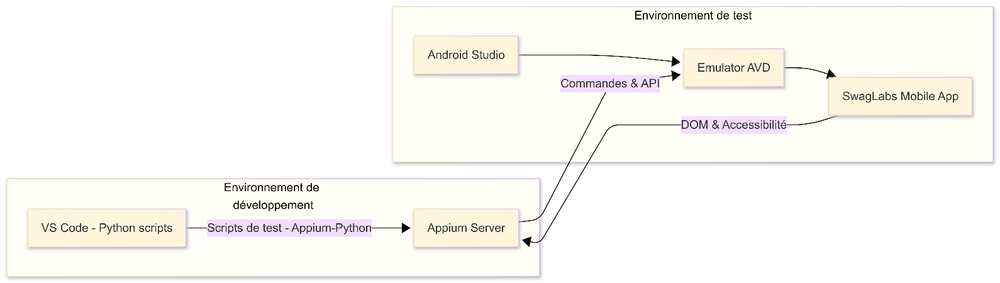 Environnement de test
Android Studio
Emulator AVD
Commandes & API
SwagLabs Mobile App
DOM & Accessibilité
Environnement de
développement
VS Code - Python scripts
Scripts de test - Appium-Python
Appium Server